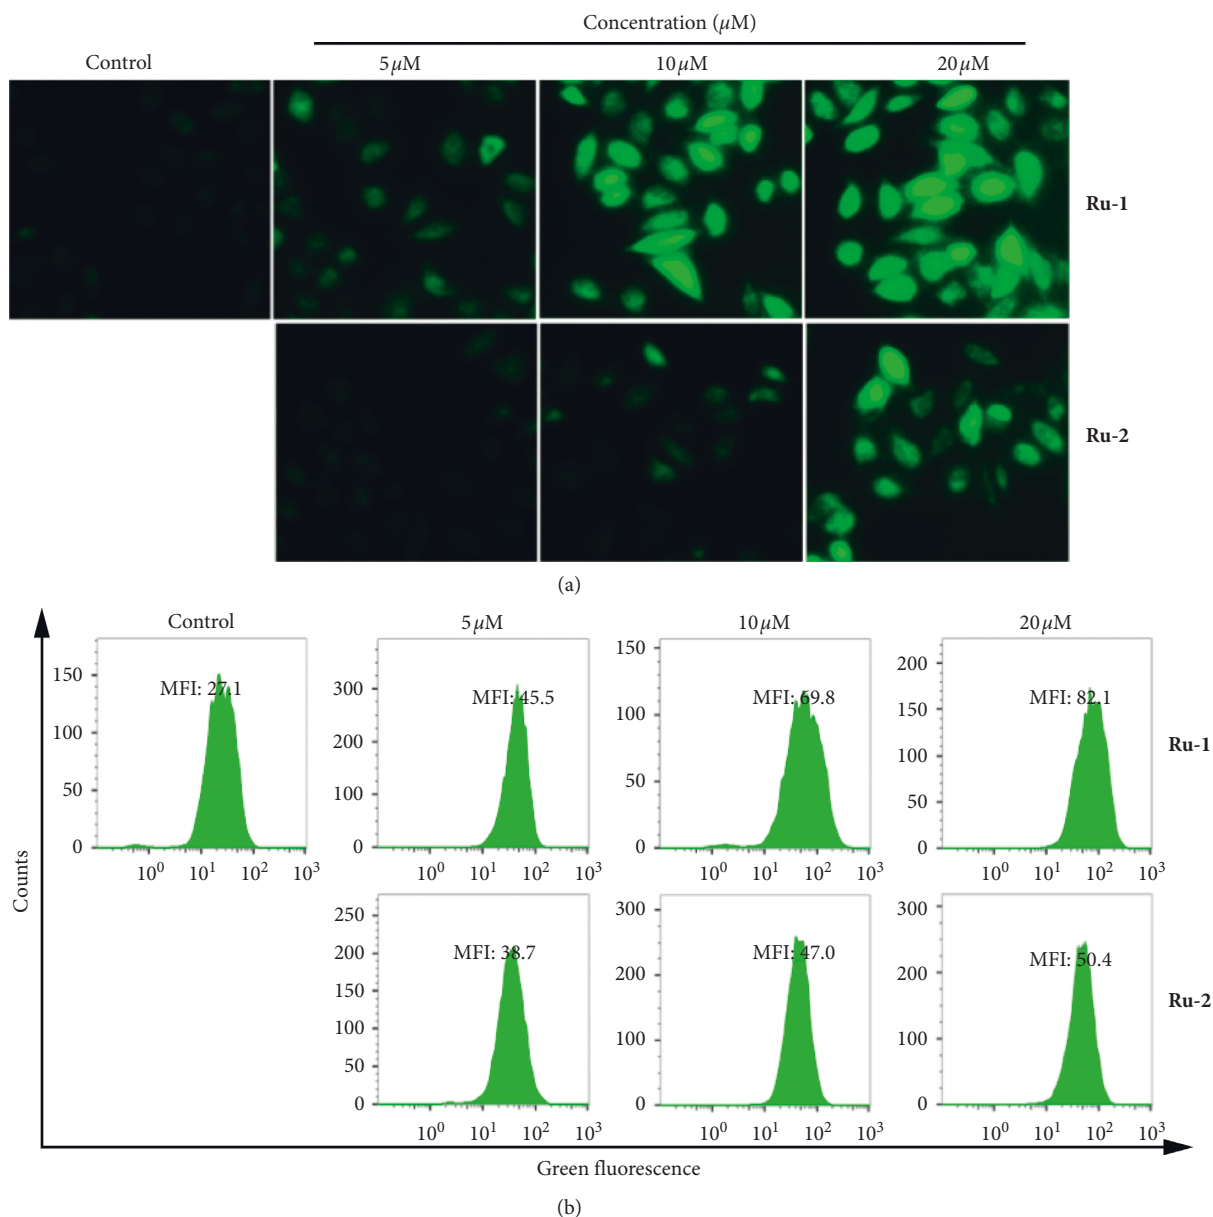 Concentration (μM)
Control 5 μM 10 μM 20 μM
Ru-1
Ru-2
(a)
Control 5 μM 10 μM 20 μM
150 100 50 0
MFI: 27.1
10⁰ 10¹ 10² 10³
300 200 100 0
MFI: 45.5
10⁰ 10¹ 10² 10³
150 100 50 0
MFI: 69.8
10⁰ 10¹ 10² 10³
200 150 100 50 0
MFI: 82.1
10⁰ 10¹ 10² 10³
Ru-1
250 200 150 100 50 0
MFI: 38.7
10⁰ 10¹ 10² 10³
300 200 100 0
MFI: 47.0
10⁰ 10¹ 10² 10³
300 200 100 0
MFI: 50.4
10⁰ 10¹ 10² 10³
Ru-2
Counts
Green fluorescence
(b)